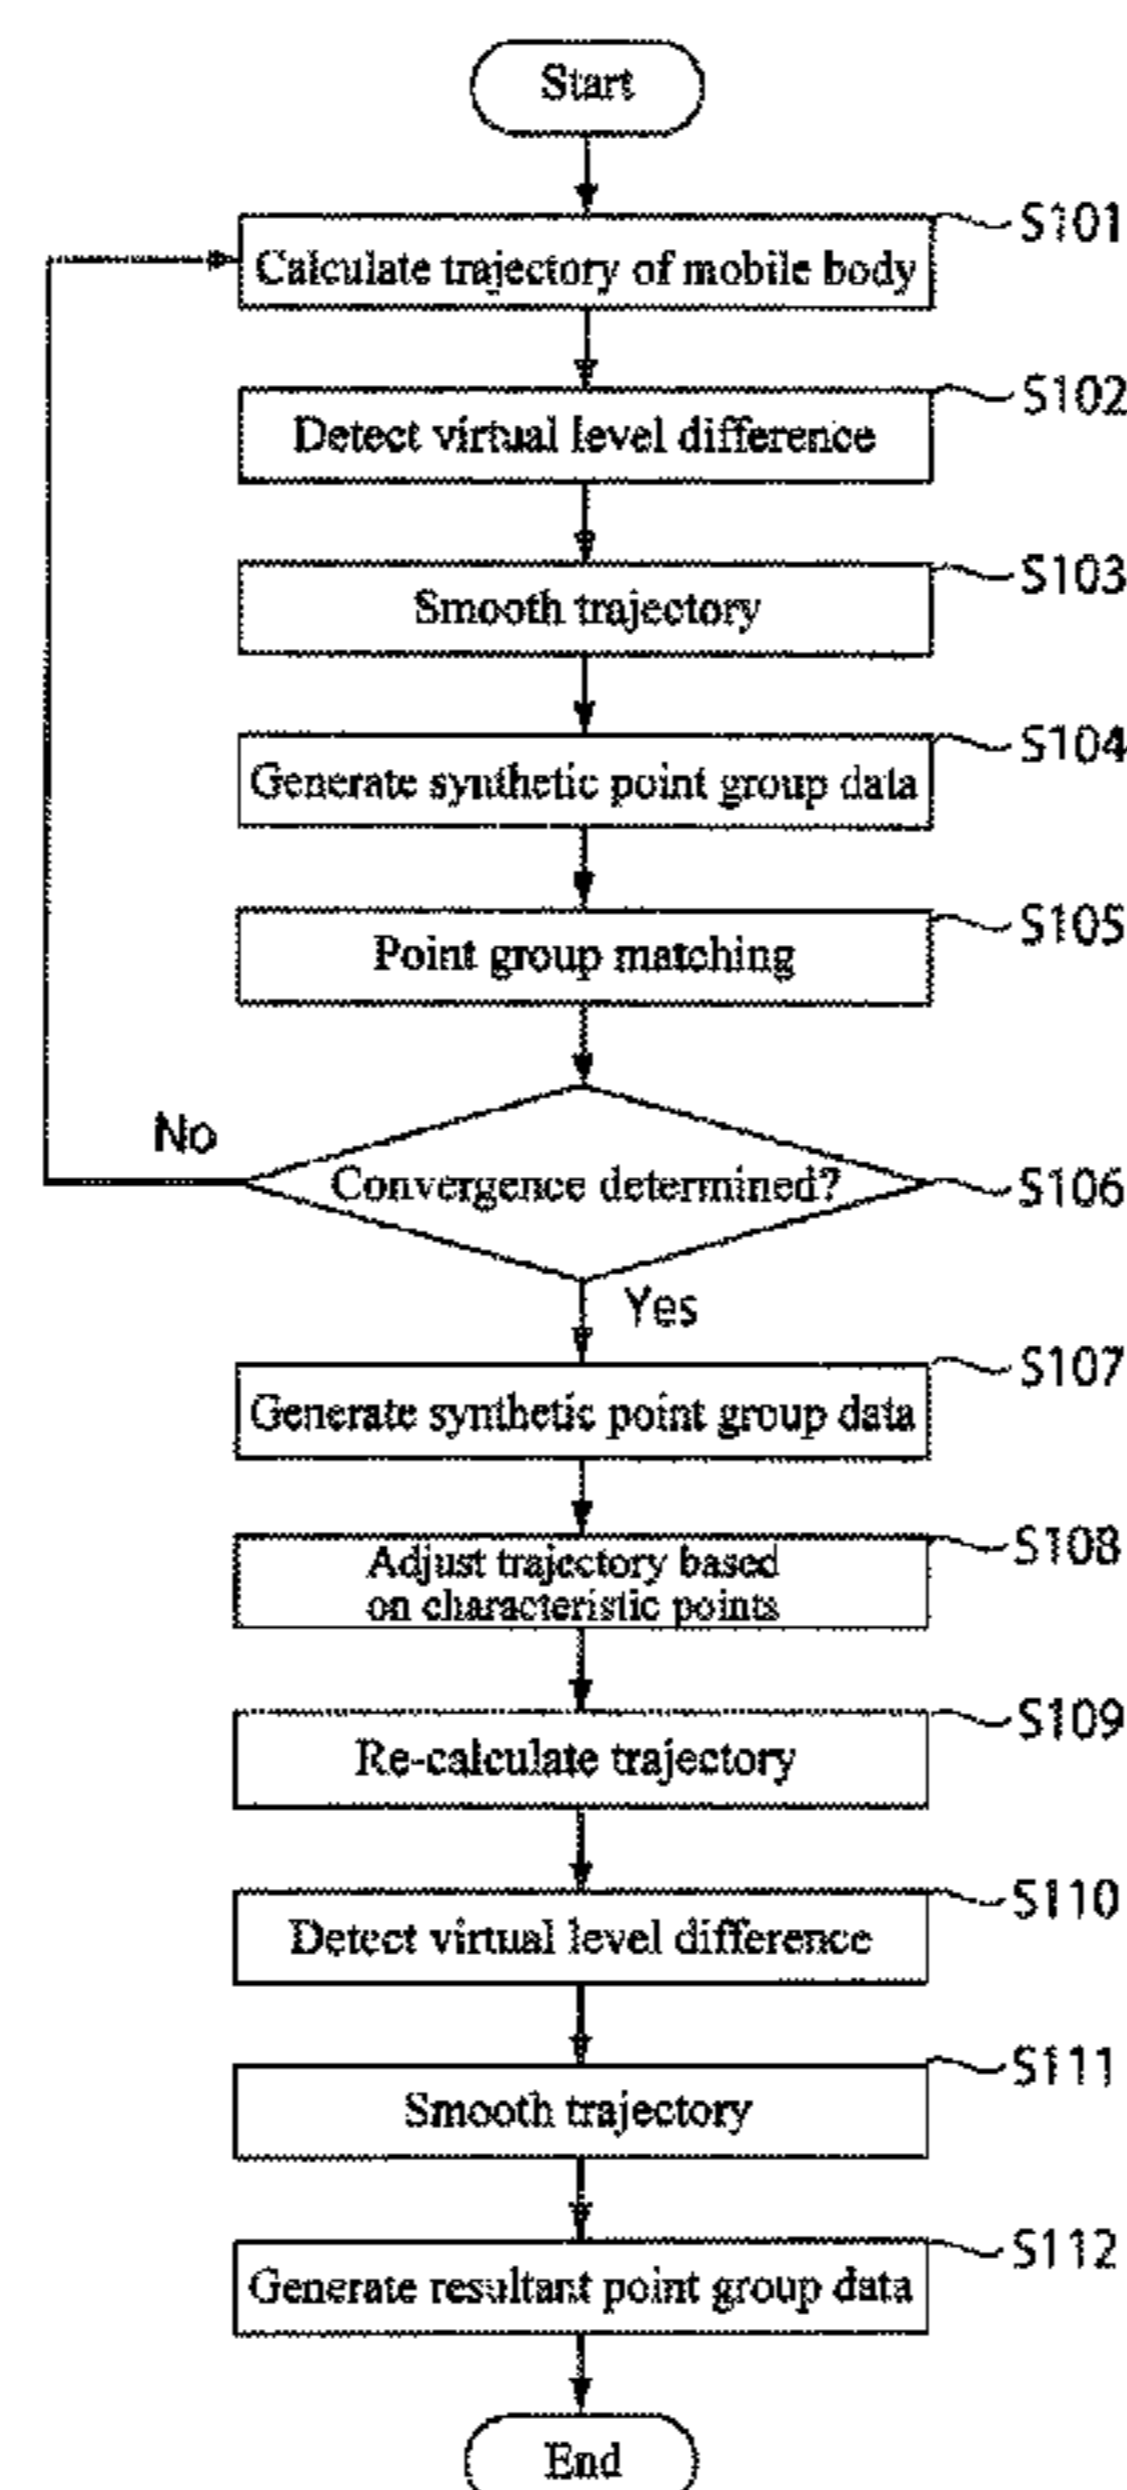 Start
S101
Calculate trajectory of mobile body
S102
Detect virtual level difference
S103
Smooth trajectory
S104
Generate synthetic point group data
S105
Point group matching
No
Convergence determined?
S106
Yes
S107
Generate synthetic point group data
S108
Adjust trajectory based
on characteristic points
S109
Re-calculate trajectory
S110
Detect virtual level difference
S111
Smooth trajectory
S112
Generate resultant point group data
End